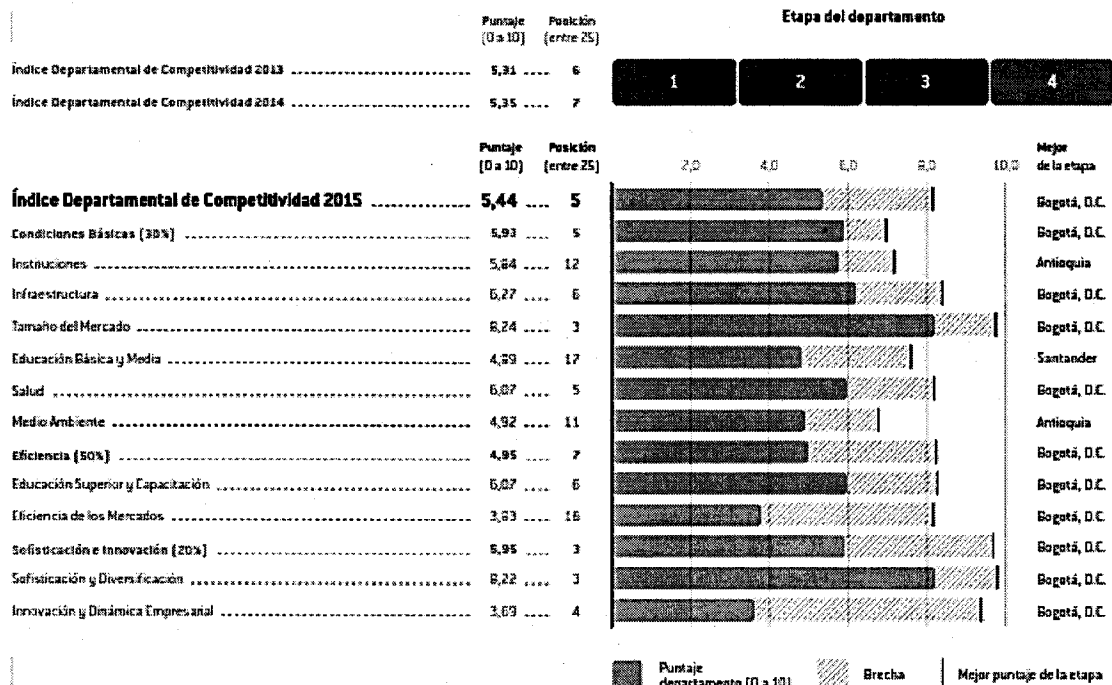 Puntaje Posición Etapa del departamento
(0 a 10) (entre 25)
Índice Departamental de Competitividad 2013 5,31 6
1 2 3 4
Índice Departamental de Competitividad 2014 5,35 7
Puntaje Posición Mejor
(0 a 10) (entre 25) 2,0 4,0 6,0 8,0 10,0 de la etapa
Índice Departamental de Competitividad 2015 5,44 5 Bogotá, D.C.
Condiciones Básicas (30%) 5,93 5 Bogotá, D.C.
Instituciones 5,84 12 Antioquia
Infraestructura 6,27 6 Bogotá, D.C.
Tamaño del Mercado 8,24 3 Bogotá, D.C.
Educación Básica y Media 4,89 17 Santander
Salud 6,07 5 Bogotá, D.C.
Medio Ambiente 4,92 11 Antioquia
Eficiencia (50%) 4,95 7 Bogotá, D.C.
Educación Superior y Capacitación 6,07 6 Bogotá, D.C.
Eficiencia de los Mercados 3,83 16 Bogotá, D.C.
Sofisticación e Innovación (20%) 5,95 3 Bogotá, D.C.
Sofisticación y Diversificación 8,22 3 Bogotá, D.C.
Innovación y Dinámica Empresarial 3,69 4 Bogotá, D.C.
Puntaje
departamento (0 a 10) Brecha Mejor puntaje de la etapa